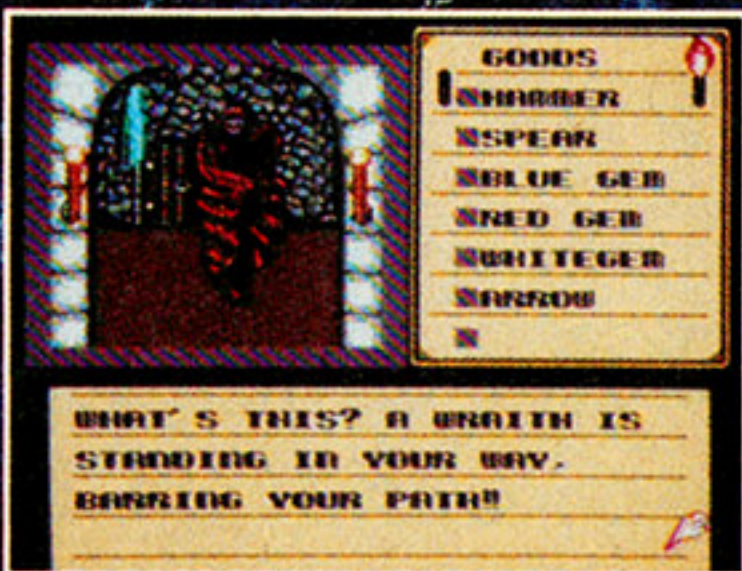 GOODS
HAMMER
SPEAR
BLUE GEM
RED GEM
WHITEGEM
ARROW
WHAT'S THIS? A WRAITH IS
STANDING IN YOUR WAY.
BARRING YOUR PATH!!